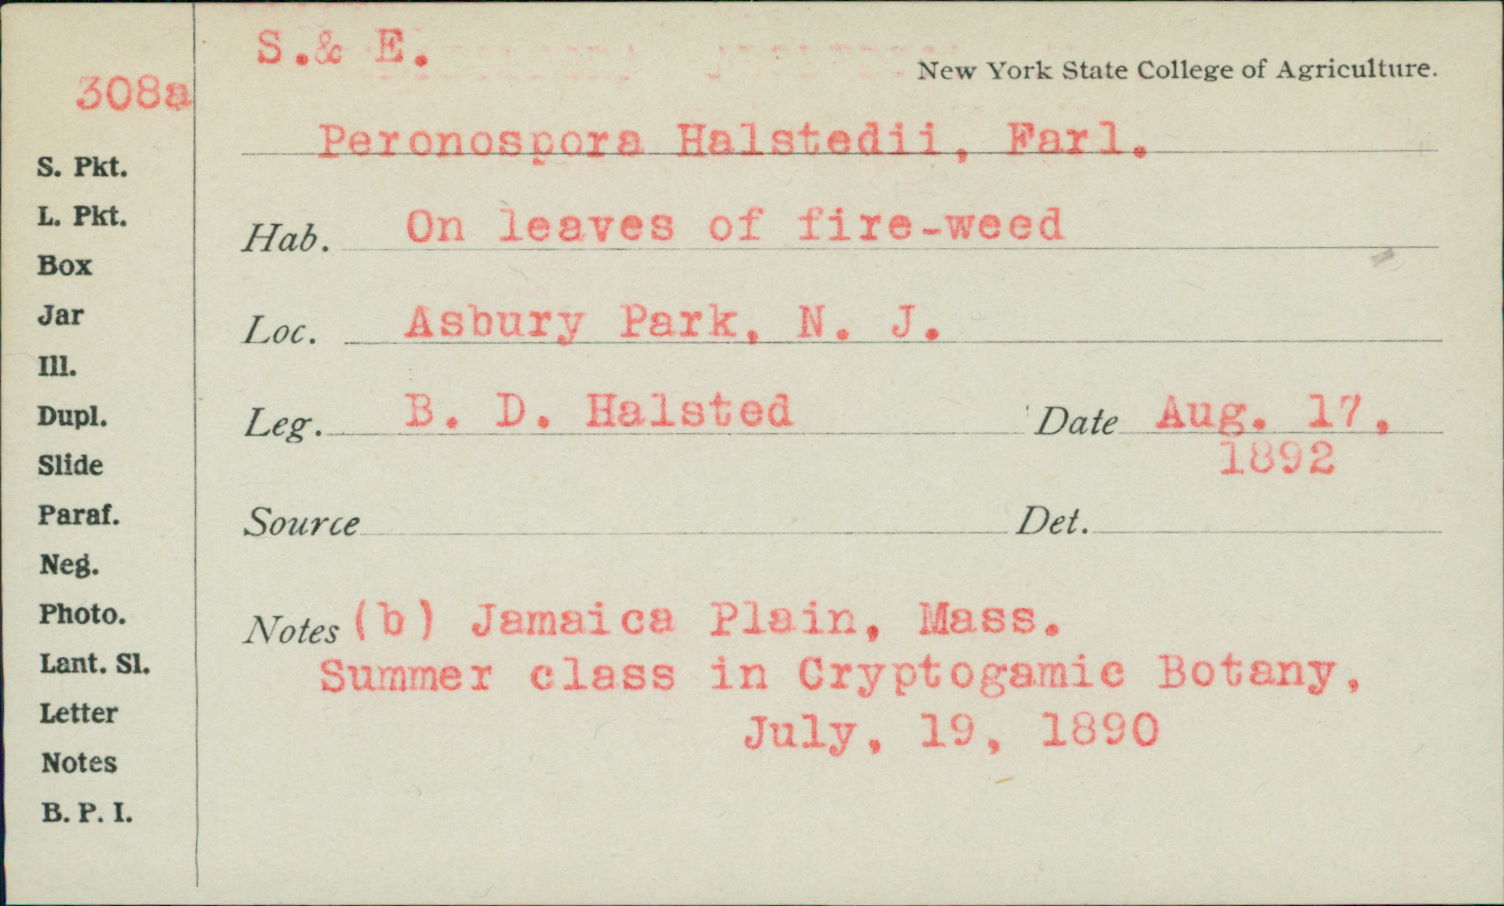 S.& E.
New York State College of Agriculture.
308a
Peronospora Halstedii, Farl.
S. Pkt.
L. Pkt.
Box
Jar
Ill.
Dupl.
Slide
Paraf.
Neg.
Photo.
Lant. Sl.
Letter
Notes
B. P. I.
Hab. On leaves of fire-weed
Loc. Asbury Park, N. J.
Leg. B. D. Halsted Date Aug. 17,
1892
Source Det.
Notes (b) Jamaica Plain, Mass.
Summer class in Cryptogamic Botany,
July, 19, 1890